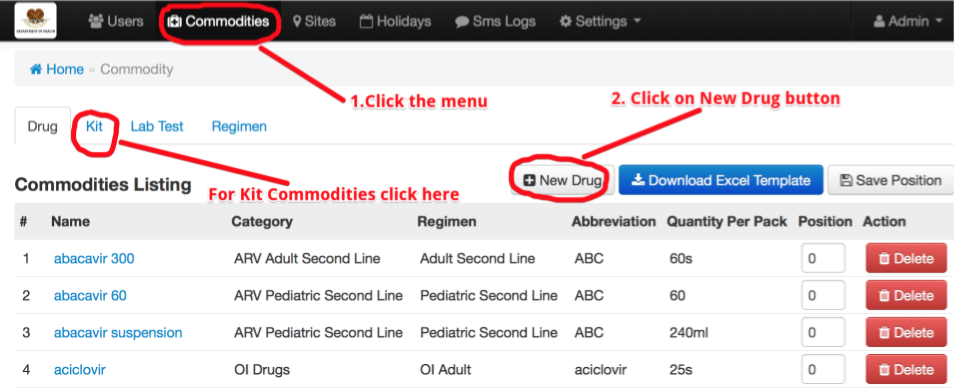 DEPARTMENT OF HEALTH
Users Commodities Sites Holidays Sms Logs Settings Admin
Home » Commodity
1.Click the menu
2. Click on New Drug button
Drug Kit Lab Test Regimen
Commodities Listing
For Kit Commodities click here
New Drug Download Excel Template Save Position
# Name Category Regimen Abbreviation Quantity Per Pack Position Action
1 abacavir 300 ARV Adult Second Line Adult Second Line ABC 60s 0 Delete
2 abacavir 60 ARV Pediatric Second Line Pediatric Second Line ABC 60 0 Delete
3 abacavir suspension ARV Pediatric Second Line Pediatric Second Line ABC 240ml 0 Delete
4 aciclovir OI Drugs OI Adult aciclovir 25s 0 Delete